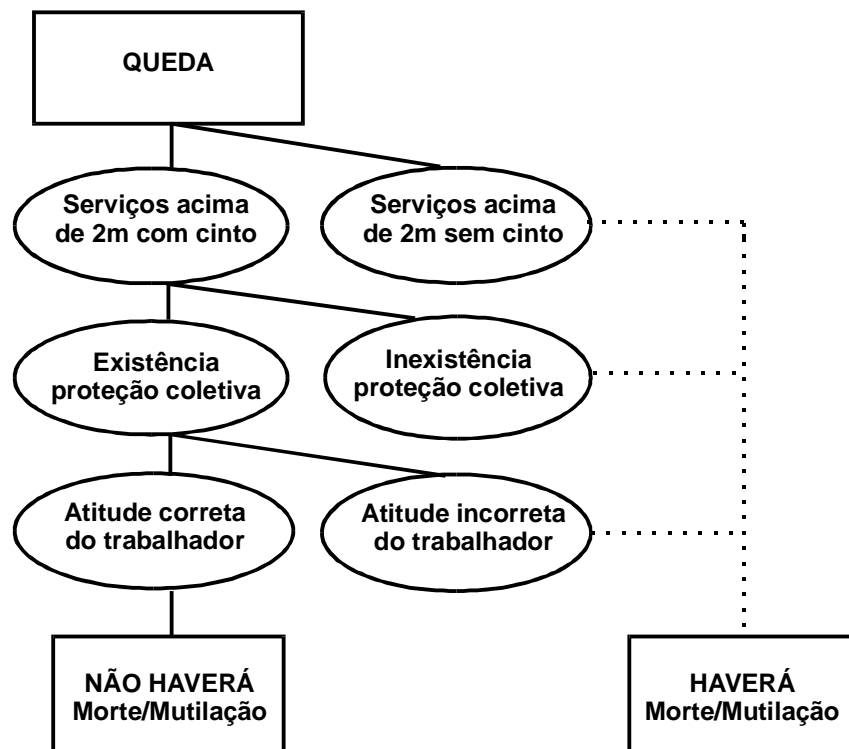 QUEDA
Serviços acima
de 2m com cinto
Serviços acima
de 2m sem cinto
Existência
proteção coletiva
Inexistência
proteção coletiva
Atitude correta
do trabalhador
Atitude incorreta
do trabalhador
NÃO HAVERÁ
Morte/Mutilação
HAVERÁ
Morte/Mutilação